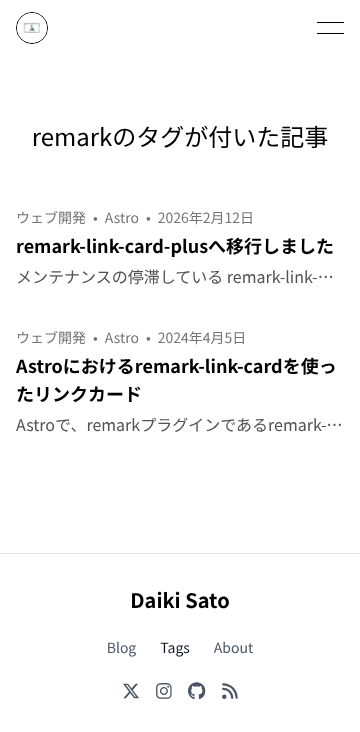 remarkのタグが付いた記事
ウェブ開発 • Astro • 2026年2月12日
remark-link-card-plusへ移行しました
メンテナンスの停滞している remark-link-…
ウェブ開発 • Astro • 2024年4月5日
Astroにおけるremark-link-cardを使っ
たリンクカード
Astroで、remarkプラグインであるremark-…
Daiki Sato
Blog Tags About